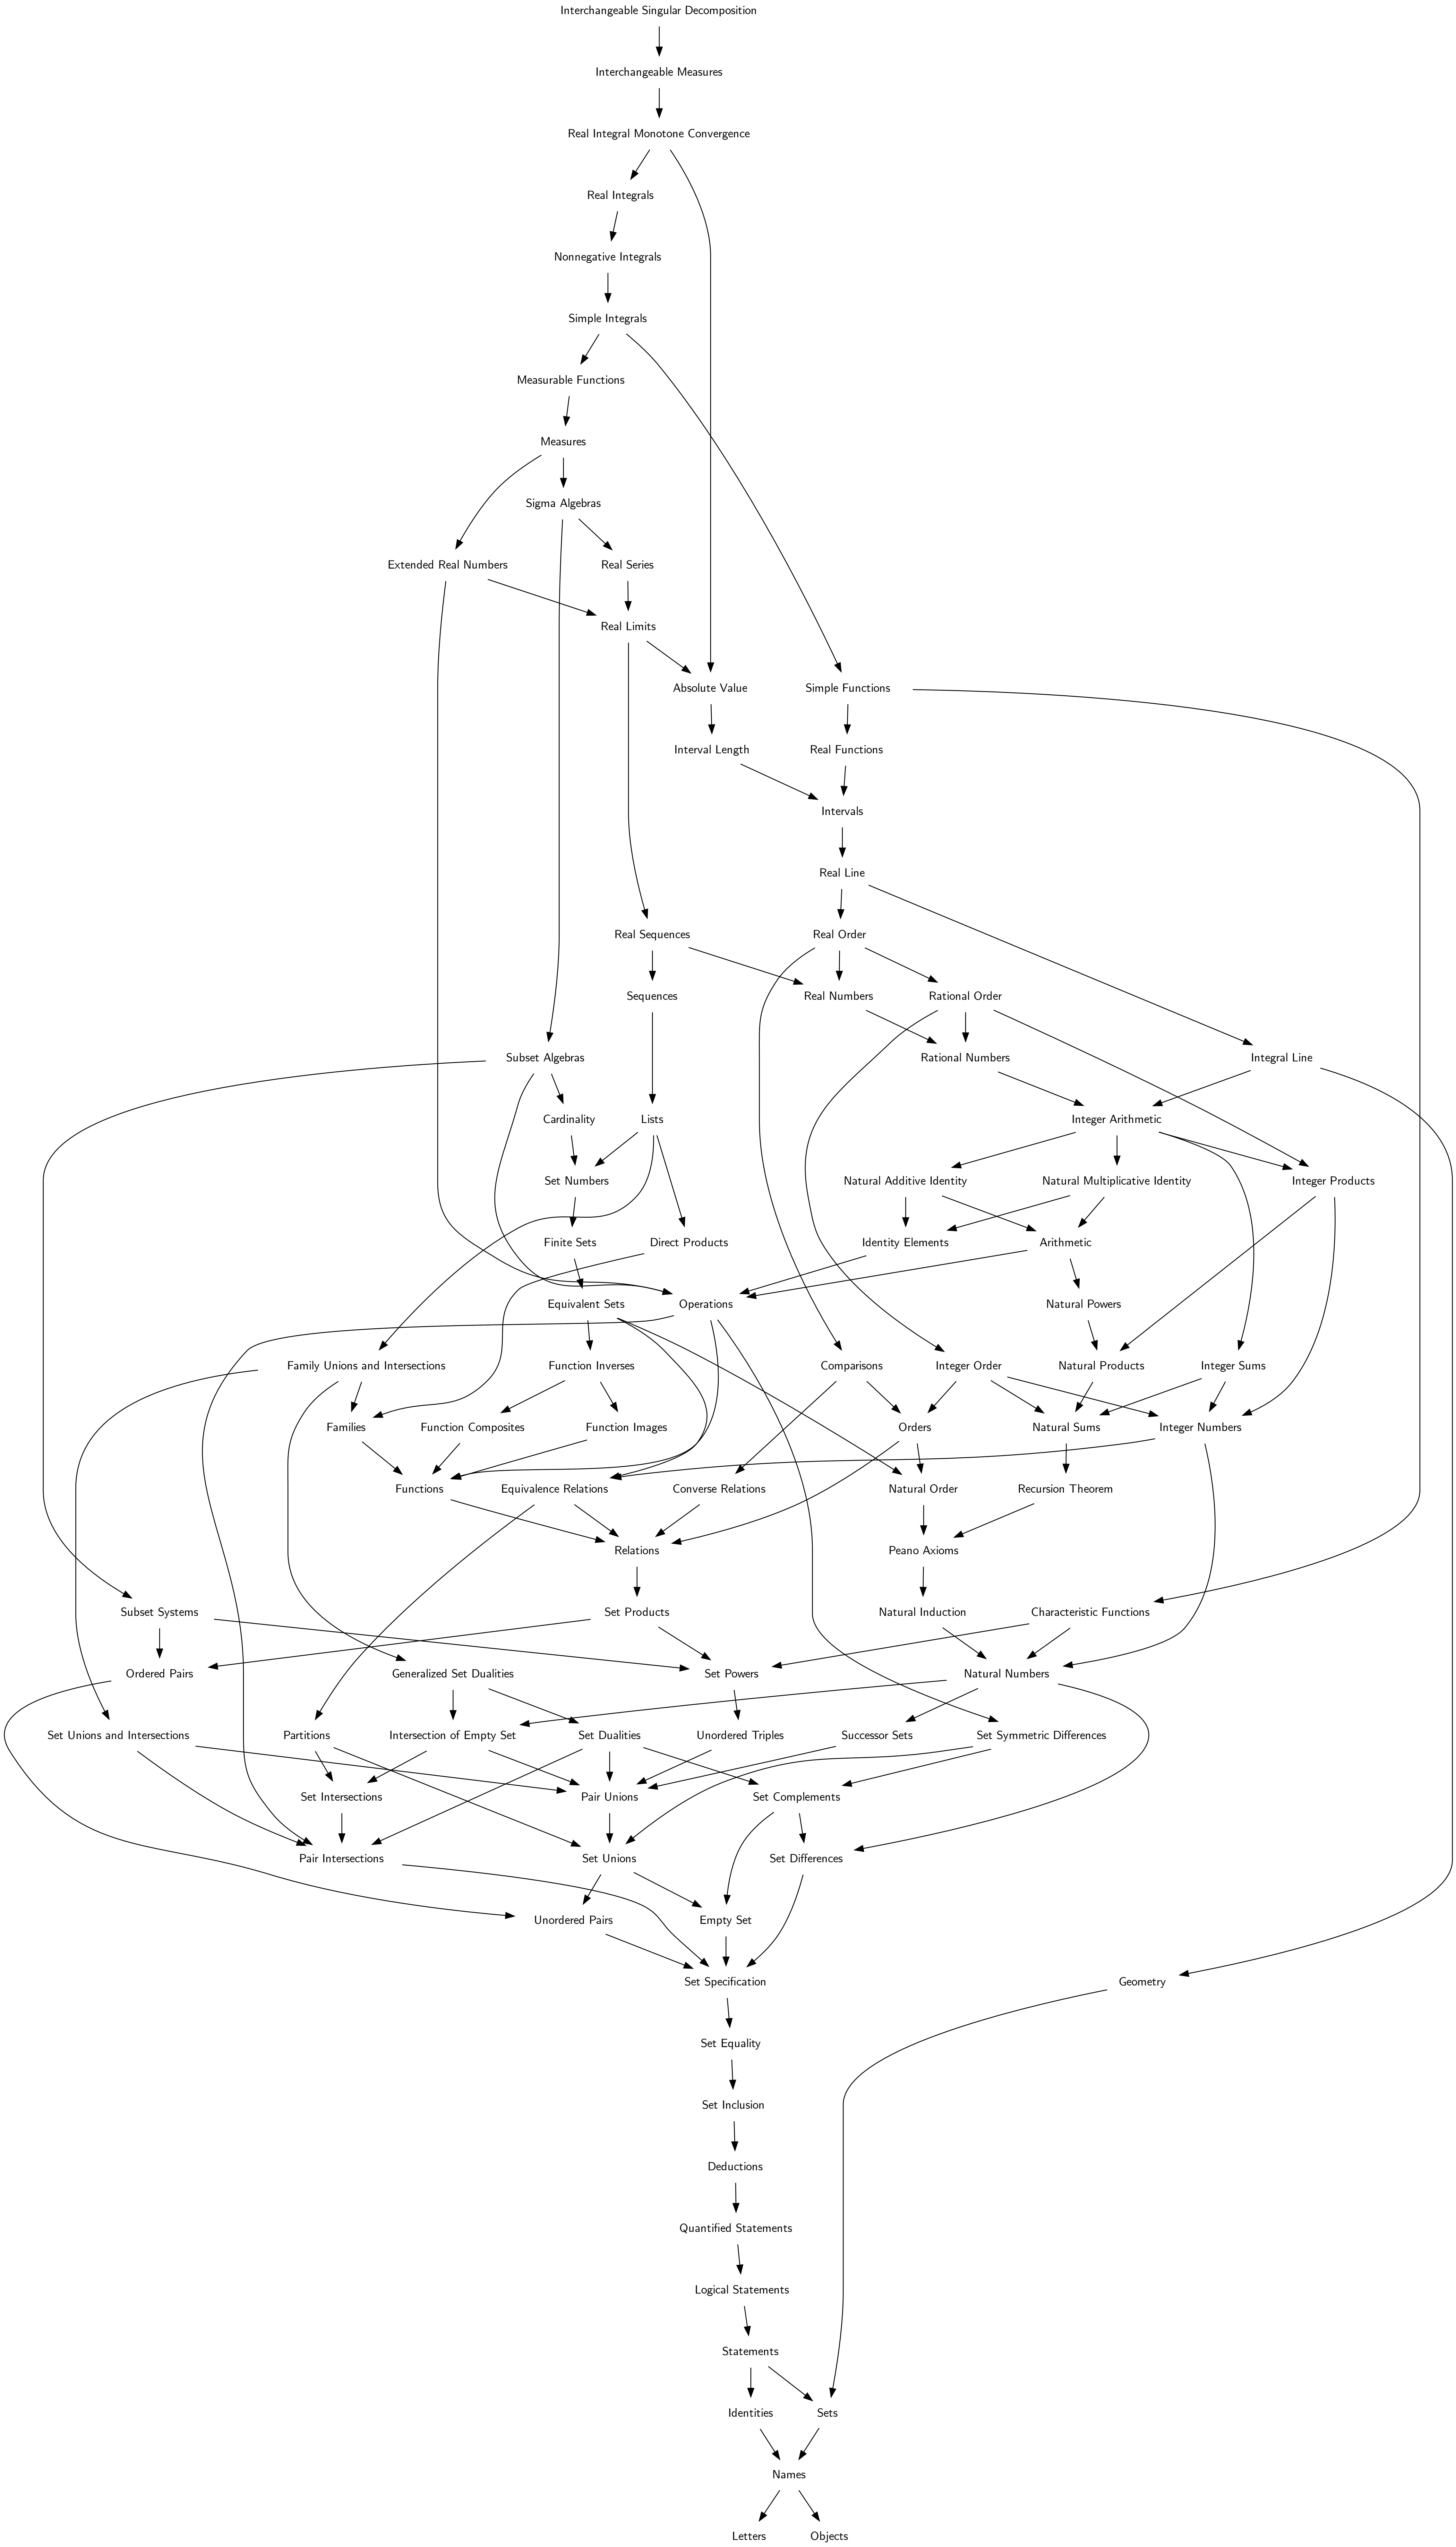 Interchangeable Singular Decomposition
Interchangeable Measures
Real Integral Monotone Convergence
Real Integrals
Nonnegative Integrals
Simple Integrals
Measurable Functions
Measures
Sigma Algebras
Extended Real Numbers
Real Series
Real Limits
Absolute Value
Simple Functions
Interval Length
Real Functions
Intervals
Real Line
Real Sequences
Real Order
Sequences
Real Numbers
Rational Order
Subset Algebras
Rational Numbers
Integral Line
Cardinality
Lists
Integer Arithmetic
Set Numbers
Natural Additive Identity
Natural Multiplicative Identity
Integer Products
Finite Sets
Direct Products
Identity Elements
Arithmetic
Equivalent Sets
Operations
Natural Powers
Family Unions and Intersections
Function Inverses
Comparisons
Integer Order
Natural Products
Integer Sums
Families
Function Composites
Function Images
Orders
Natural Sums
Integer Numbers
Functions
Equivalence Relations
Converse Relations
Natural Order
Recursion Theorem
Relations
Peano Axioms
Subset Systems
Set Products
Natural Induction
Characteristic Functions
Ordered Pairs
Generalized Set Dualities
Set Powers
Natural Numbers
Set Unions and Intersections
Partitions
Intersection of Empty Set
Set Dualities
Unordered Triples
Successor Sets
Set Symmetric Differences
Set Intersections
Pair Unions
Set Complements
Pair Intersections
Set Unions
Set Differences
Unordered Pairs
Empty Set
Set Specification
Geometry
Set Equality
Set Inclusion
Deductions
Quantified Statements
Logical Statements
Statements
Identities
Sets
Names
Letters
Objects